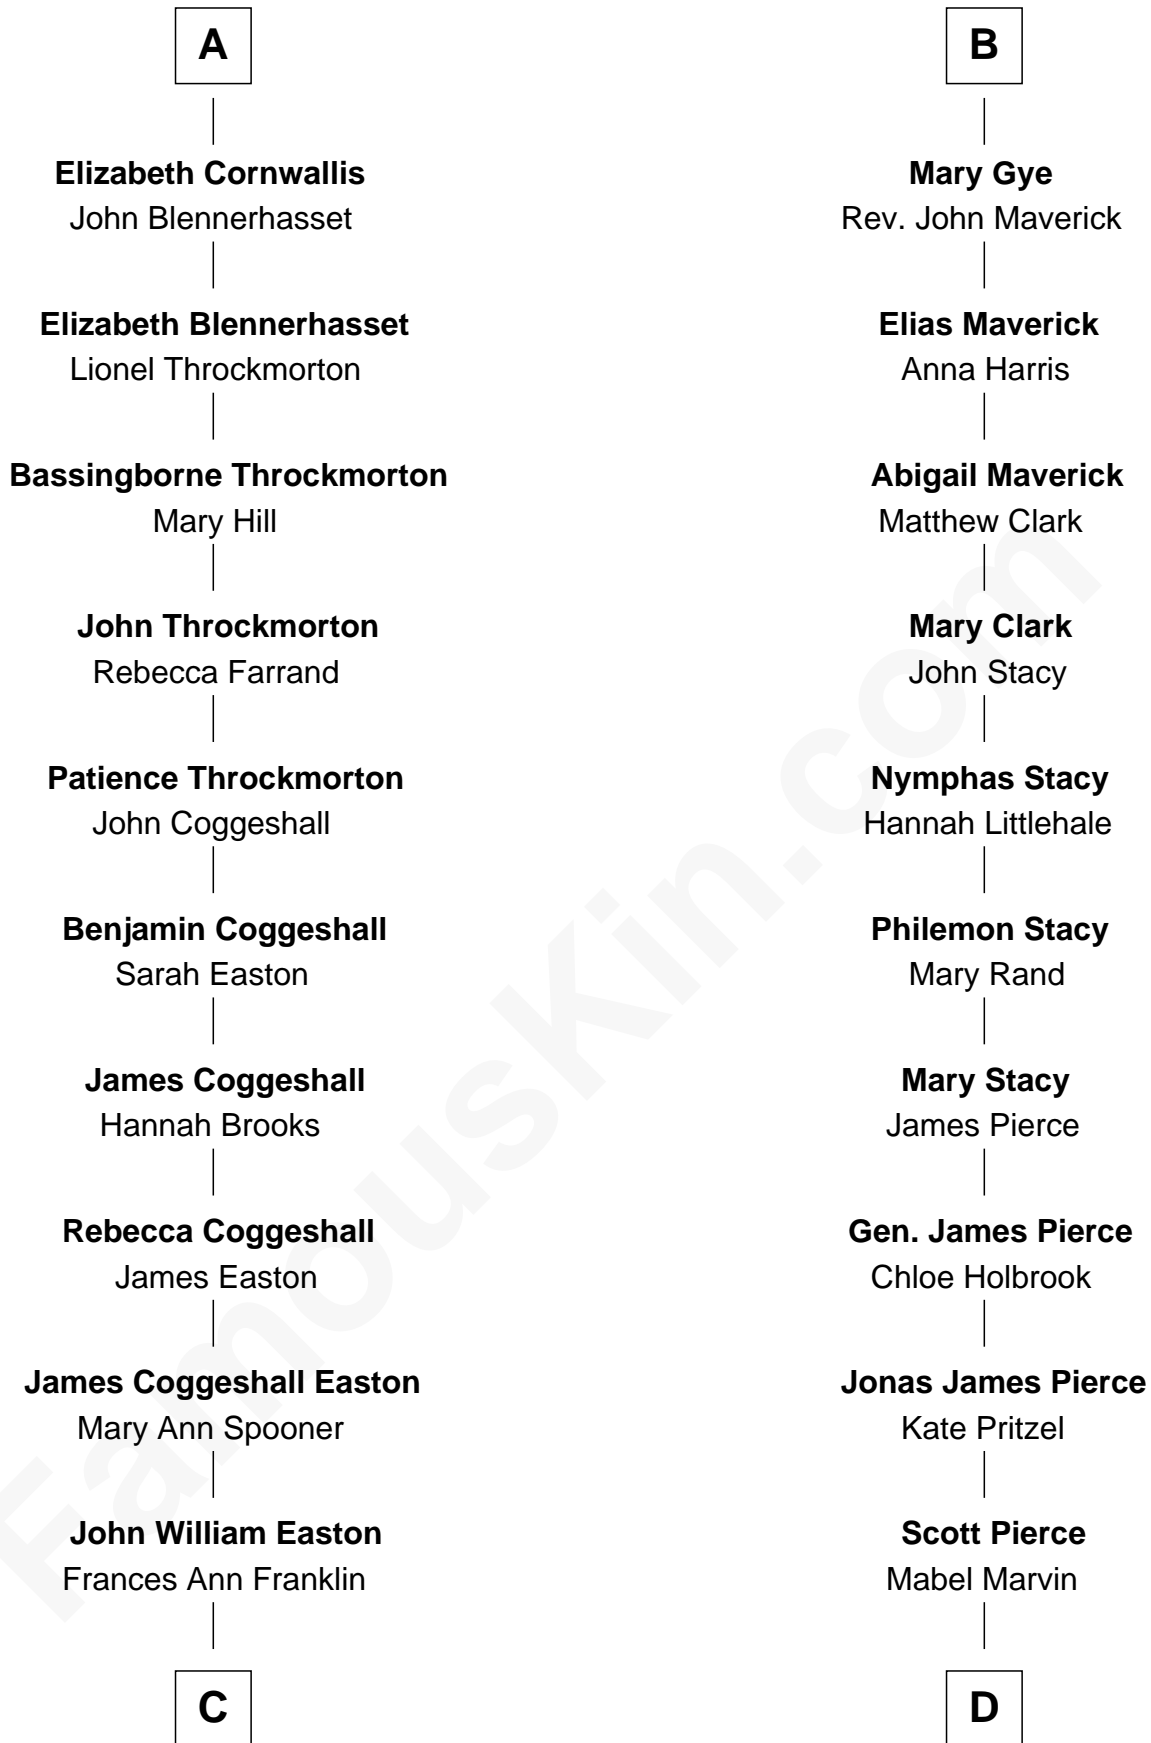 A
Elizabeth Cornwallis
John Blennerhasset
Elizabeth Blennerhasset
Lionel Throckmorton
Bassingborne Throckmorton
Mary Hill
John Throckmorton
Rebecca Farrand
Patience Throckmorton
John Coggeshall
Benjamin Coggeshall
Sarah Easton
James Coggeshall
Hannah Brooks
Rebecca Coggeshall
James Easton
James Coggeshall Easton
Mary Ann Spooner
John William Easton
Frances Ann Franklin
C
B
Mary Gye
Rev. John Maverick
Elias Maverick
Anna Harris
Abigail Maverick
Matthew Clark
Mary Clark
John Stacy
Nymphas Stacy
Hannah Littlehale
Philemon Stacy
Mary Rand
Mary Stacy
James Pierce
Gen. James Pierce
Chloe Holbrook
Jonas James Pierce
Kate Pritzel
Scott Pierce
Mabel Marvin
D
FamousKin.com